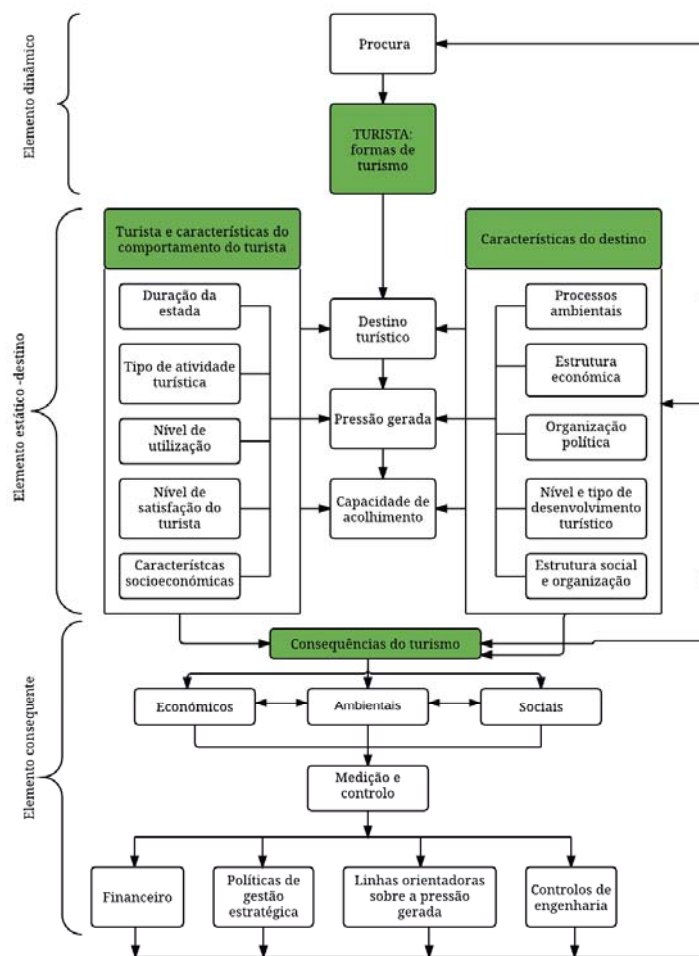 Elemento dinâmico
Procura
TURISTA:
formas de
turismo
Elemento estático -destino
Turista e características do
comportamento do turista
Duração da
estada
Tipo de atividade
turística
Nível de
utilização
Nível de
satisfação do
turista
Característcas
socioeconómicas
Destino
turístico
Pressão gerada
Capacidade de
acolhimento
Características do destino
Processos
ambientais
Estrutura
económica
Organização
política
Nível e tipo de
desenvolvimento
turístico
Estrutura social
e organização
Elemento consequente
Consequências do turismo
Económicos
Ambientais
Sociais
Medição e
controlo
Financeiro
Políticas de
gestão
estratégica
Linhas orientadoras
sobre a pressão
gerada
Controlos de
engenharia